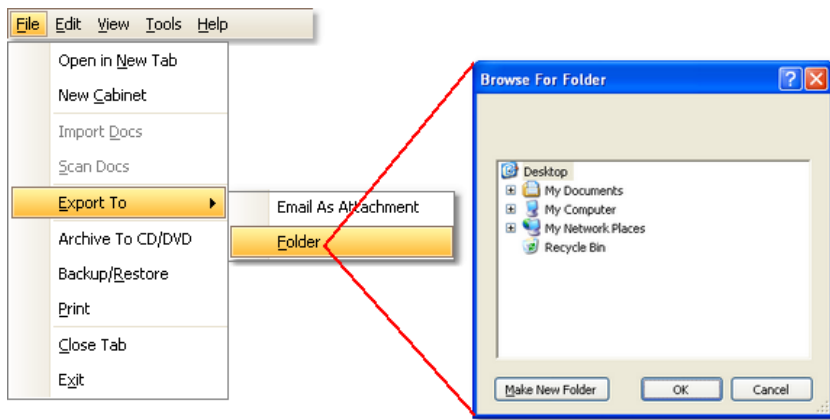 File Edit View Tools Help
Open in New Tab
New Cabinet
Import Docs
Scan Docs
Export To
Archive To CD/DVD
Backup/Restore
Print
Close Tab
Exit
Email As Attachment
Folder
Browse For Folder
Desktop
My Documents
My Computer
My Network Places
Recycle Bin
Make New Folder OK Cancel